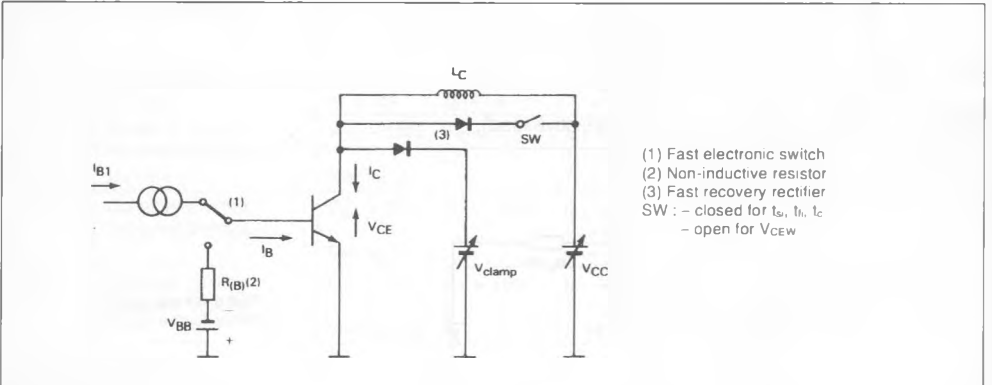 LC
(3)
SW
IB1
(1)
IC
VCE
IB
R(B)(2)
VBB
−
+
Vclamp
VCC
(1) Fast electronic switch
(2) Non-inductive resistor
(3) Fast recovery rectifier
SW : – closed for tsi, tfi, tc
– open for VCEW